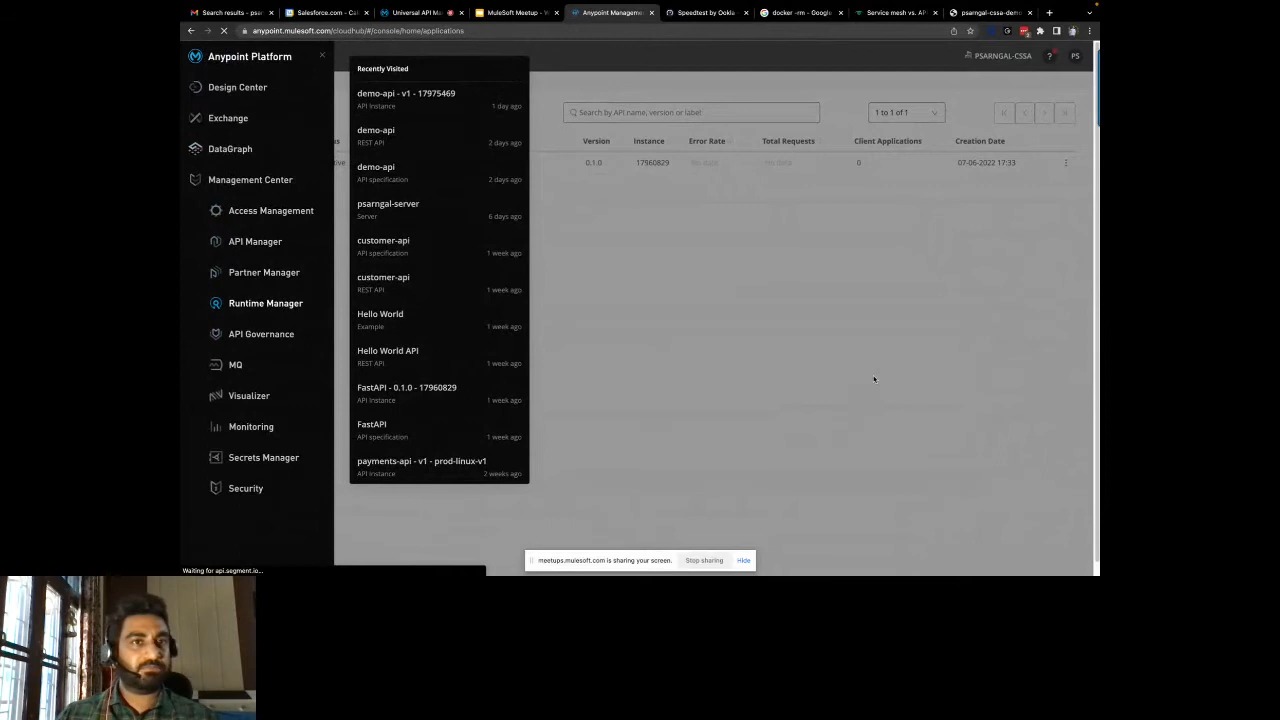 Search results - psar
Salesforce.com - Cal
Universal API Ma
MuleSoft Meetup - W
Anypoint Manageme
Speedtest by Ookla
docker -rm - Google
Service mesh vs. API
psarngal-cssa-demo
anypoint.mulesoft.com/cloudhub/#/console/home/applications
Anypoint Platform
PSARNGAL-CSSA
?
PS
Design Center
Exchange
DataGraph
Management Center
Access Management
API Manager
Partner Manager
Runtime Manager
API Governance
MQ
Visualizer
Monitoring
Secrets Manager
Security
Recently Visited
demo-api - v1 - 17975469
API Instance 1 day ago
demo-api
REST API 2 days ago
demo-api
API specification 2 days ago
psarngal-server
Server 6 days ago
customer-api
API specification 1 week ago
customer-api
REST API 1 week ago
Hello World
Example 1 week ago
Hello World API
REST API 1 week ago
FastAPI - 0.1.0 - 17960829
API Instance 1 week ago
FastAPI
API specification 1 week ago
payments-api - v1 - prod-linux-v1
API Instance 2 weeks ago
Search by API name, version or label
1 to 1 of 1
Version Instance Error Rate Total Requests Client Applications Creation Date
0.1.0 17960829 No data no data 0 07-06-2022 17:33
meetups.mulesoft.com is sharing your screen. Stop sharing Hide
Waiting for api.segment.io...